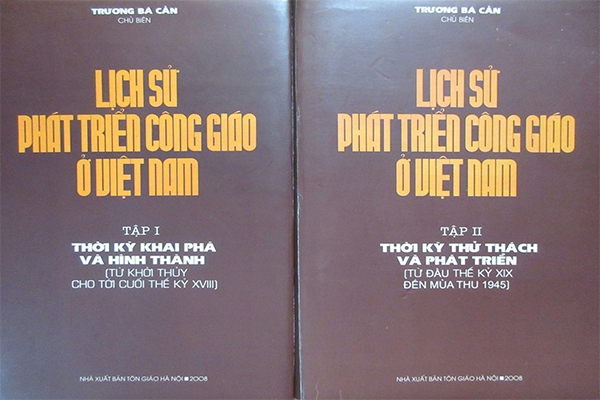 TRƯƠNG BÁ CẦN
CHỦ BIÊN
LỊCH SỬ
PHÁT TRIỂN CÔNG GIÁO
Ở VIỆT NAM
TẬP I
THỜI KỲ KHAI PHÁ
VÀ HÌNH THÀNH
(TỪ KHỞI THỦY
CHO TỚI CUỐI THẾ KỶ XVIII)
NHÀ XUẤT BẢN TÔN GIÁO HÀ NỘI ■ 2008
TRƯƠNG BÁ CẦN
CHỦ BIÊN
LỊCH SỬ
PHÁT TRIỂN CÔNG GIÁO
Ở VIỆT NAM
TẬP II
THỜI KỲ THỬ THÁCH
VÀ PHÁT TRIỂN
(TỪ ĐẦU THẾ KỶ XIX
ĐẾN MÙA THU 1945)
NHÀ XUẤT BẢN TÔN GIÁO HÀ NỘI ■ 2008